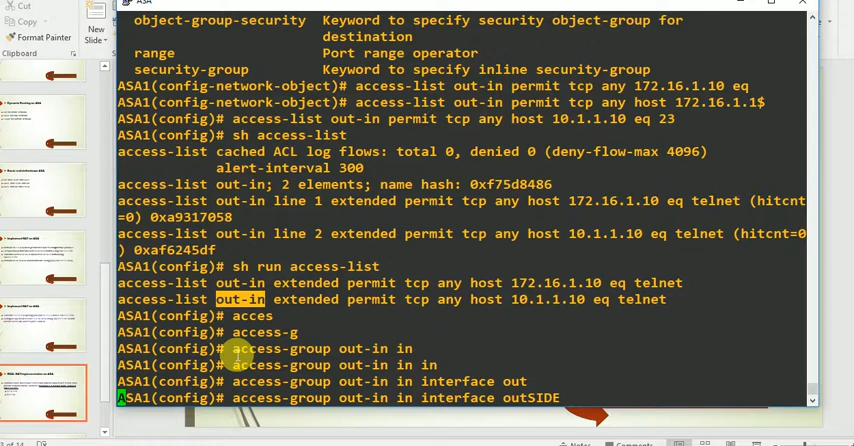 Cut
ASA
Copy
Format Painter
New
Slide
Clipboard
object-group-security Keyword to specify security object-group for
destination
range Port range operator
security-group Keyword to specify inline security-group
ASA1(config-network-object)# access-list out-in permit tcp any 172.16.1.10 eq
ASA1(config-network-object)# access-list out-in permit tcp any host 172.16.1.1$
ASA1(config)# access-list out-in permit tcp any host 10.1.1.10 eq 23
ASA1(config)# sh access-list
access-list cached ACL log flows: total 0, denied 0 (deny-flow-max 4096)
alert-interval 300
access-list out-in; 2 elements; name hash: 0xf75d8486
access-list out-in line 1 extended permit tcp any host 172.16.1.10 eq telnet (hitcnt
=0) 0xa9317058
access-list out-in line 2 extended permit tcp any host 10.1.1.10 eq telnet (hitcnt=0
) 0xaf6245df
ASA1(config)# sh run access-list
access-list out-in extended permit tcp any host 172.16.1.10 eq telnet
access-list out-in extended permit tcp any host 10.1.1.10 eq telnet
ASA1(config)# acces
ASA1(config)# access-g
ASA1(config)# access-group out-in in
ASA1(config)# access-group out-in in in
ASA1(config)# access-group out-in in interface out
ASA1(config)# access-group out-in in interface outSIDE
of 14
Notes
Comments